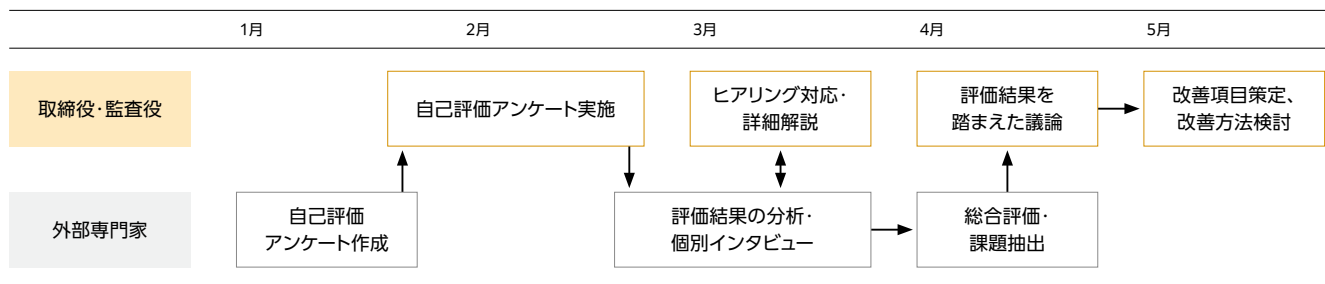 1月 2月 3月 4月 5月
取締役・監査役
自己評価アンケート実施
ヒアリング対応・
詳細解説
評価結果を
踏まえた議論
改善項目策定、
改善方法検討
外部専門家
自己評価
アンケート作成
評価結果の分析・
個別インタビュー
総合評価・
課題抽出